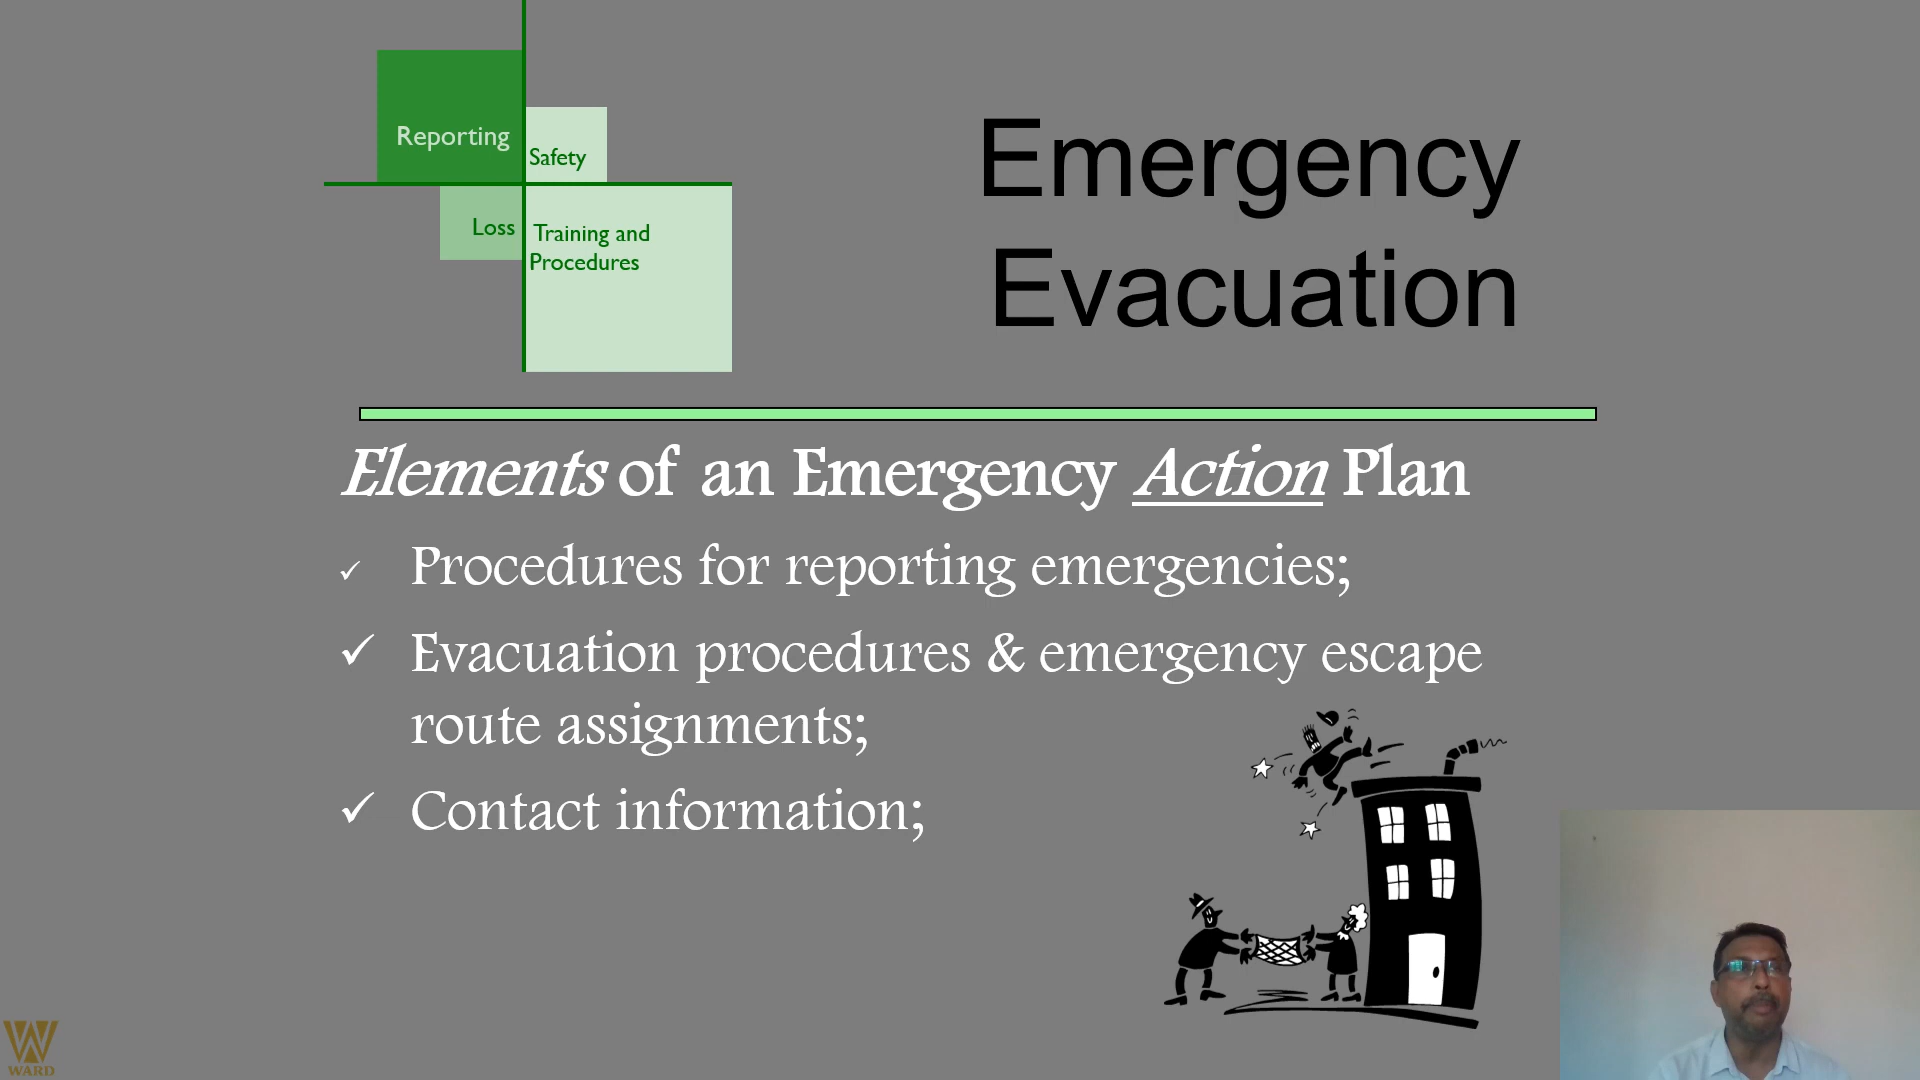 Reporting
Safety
Loss
Training and
Procedures
Emergency
Evacuation
Elements of an Emergency Action Plan
✓ Procedures for reporting emergencies;
✓ Evacuation procedures & emergency escape
route assignments;
✓ Contact information;
WARD